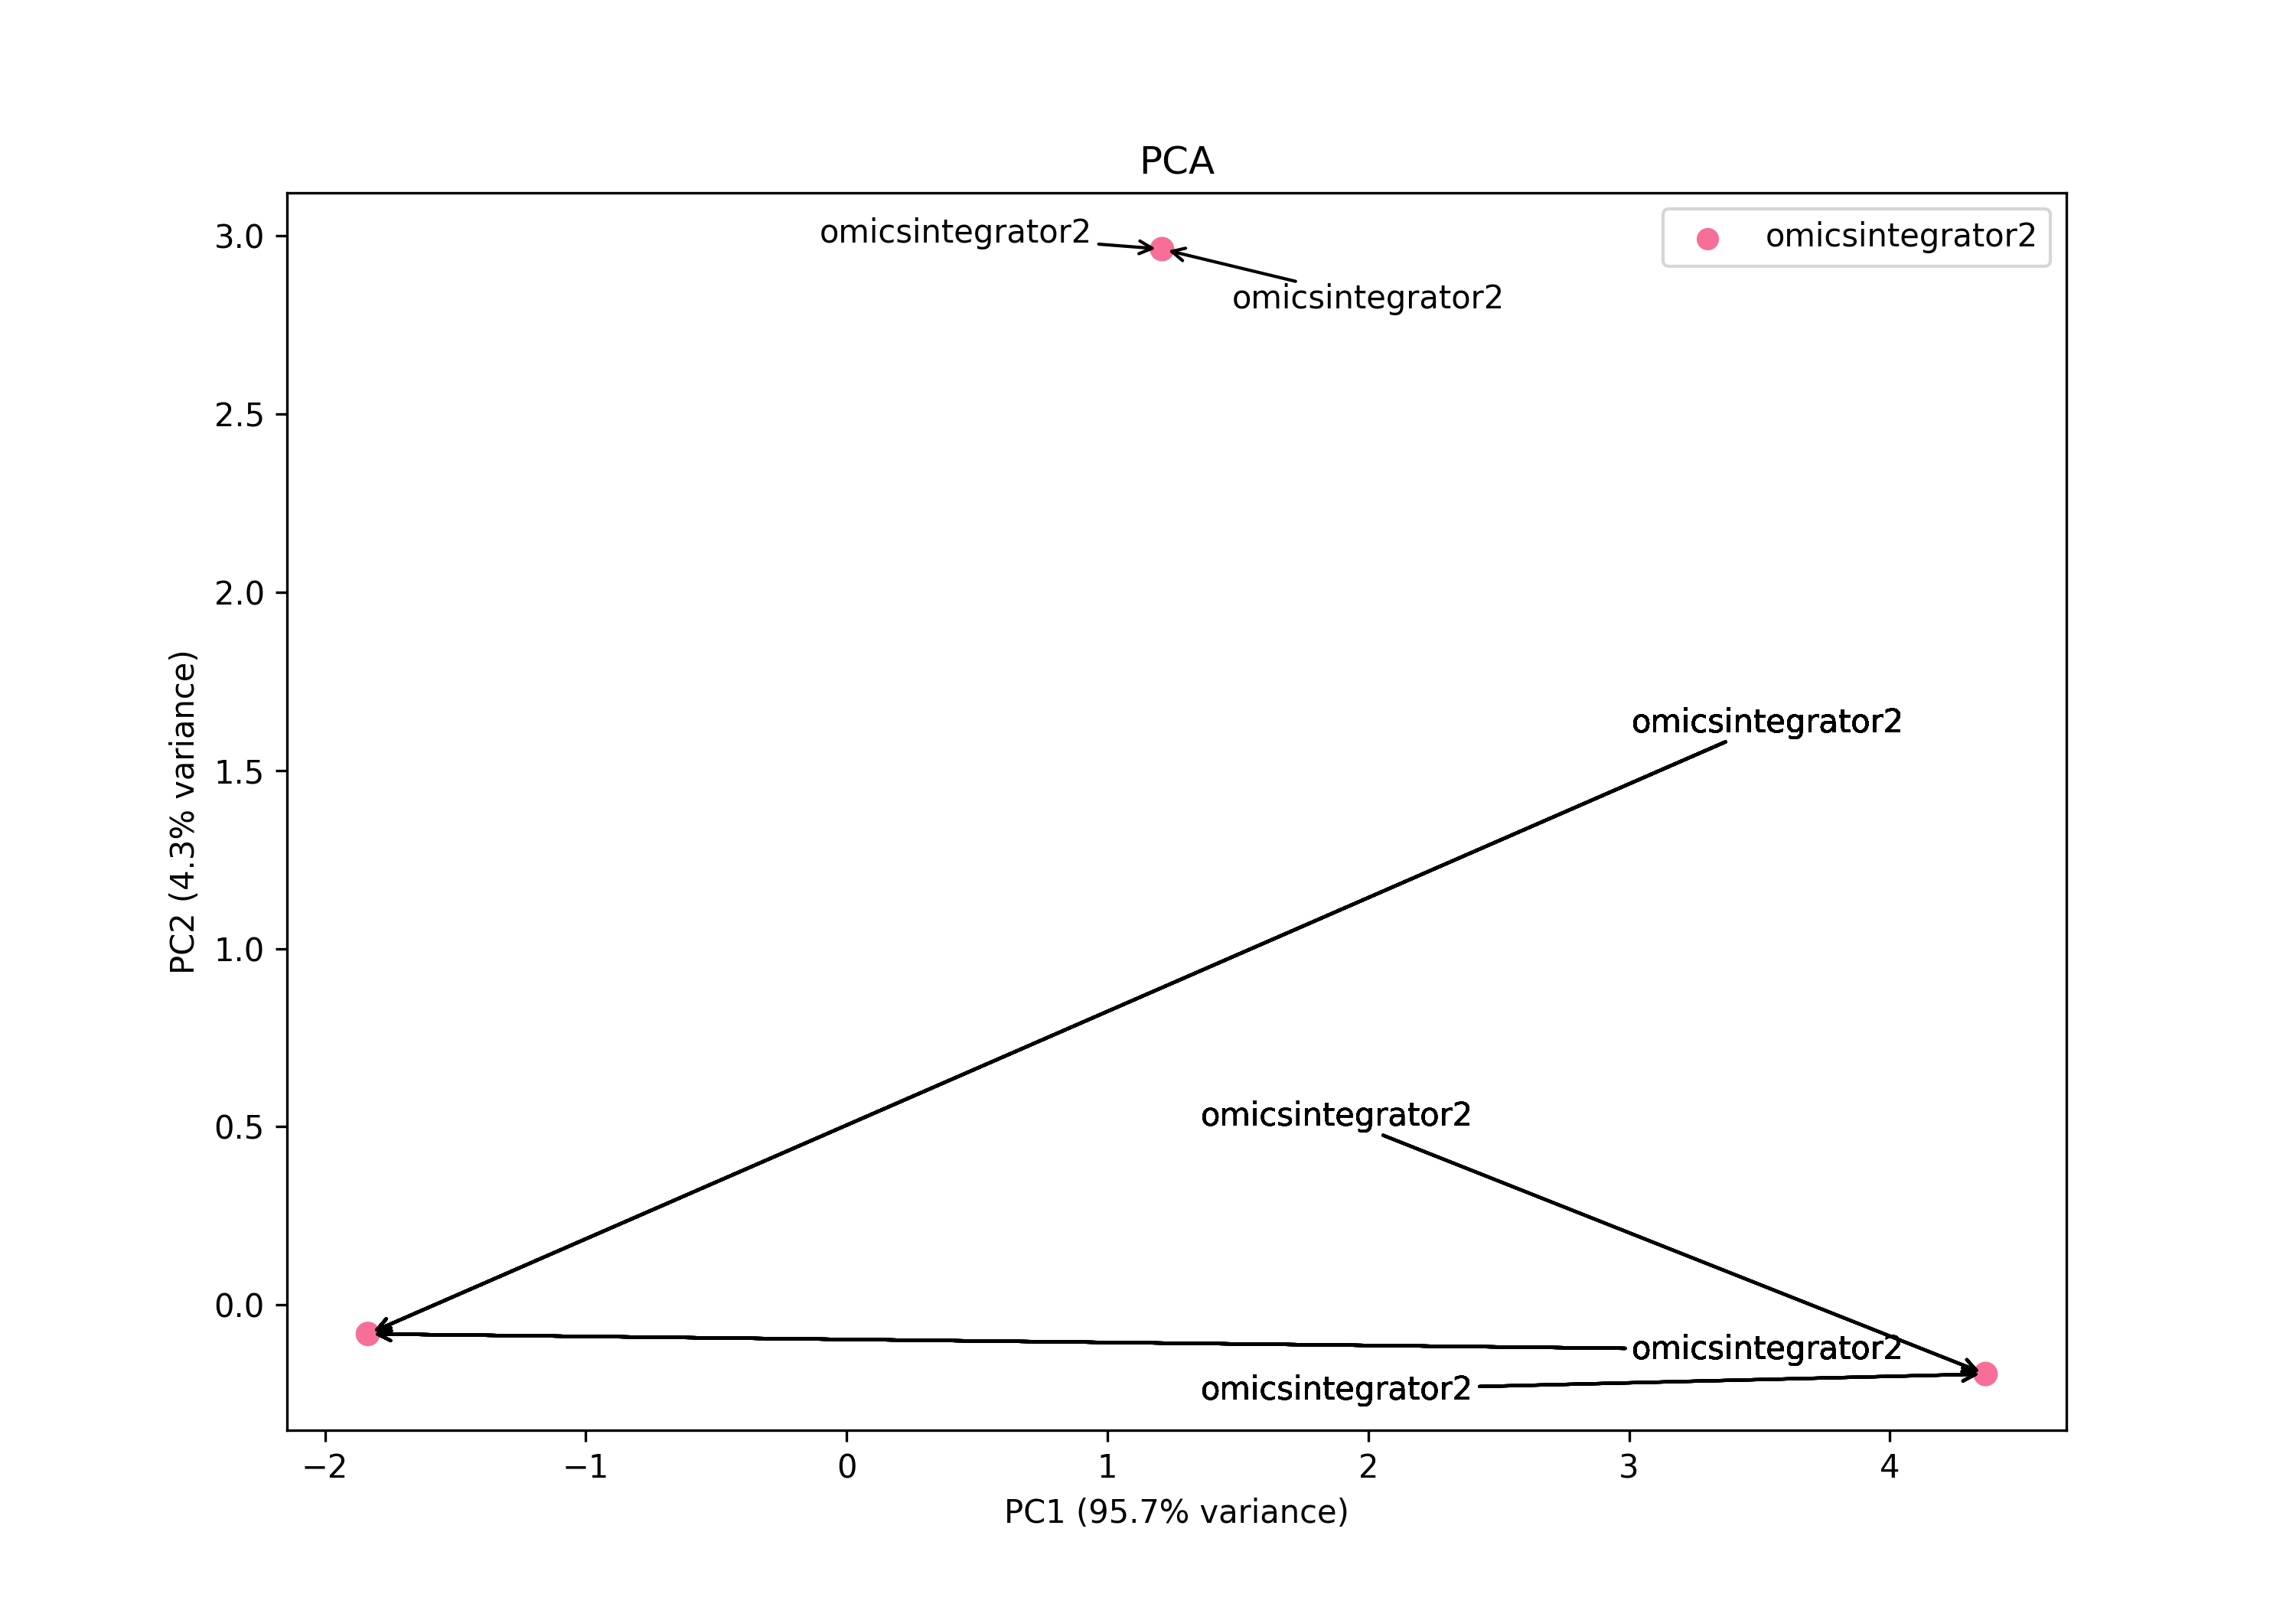 PCA
omicsintegrator2
omicsintegrator2
omicsintegrator2
omicsintegrator2
omicsintegrator2
omicsintegrator2
omicsintegrator2
3.0
2.5
2.0
1.5
1.0
0.5
0.0
PC2 (4.3% variance)
−2
−1
0
1
2
3
4
PC1 (95.7% variance)